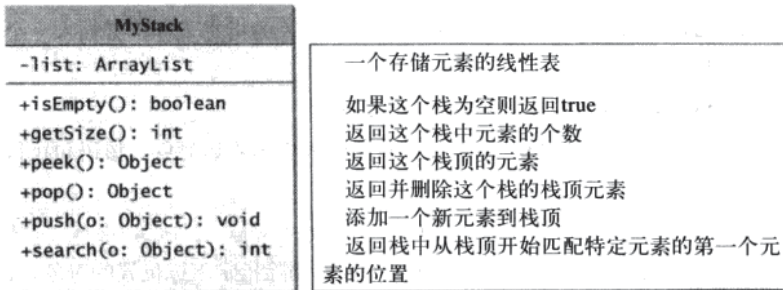 MyStack
-list: ArrayList
一个存储元素的线性表
+isEmpty(): boolean
如果这个栈为空则返回true
+getSize(): int
返回这个栈中元素的个数
+peek(): Object
返回这个栈顶的元素
+pop(): Object
返回并删除这个栈的栈顶元素
+push(o: Object): void
添加一个新元素到栈顶
+search(o: Object): int
返回栈中从栈顶开始匹配特定元素的第一个元
素的位置